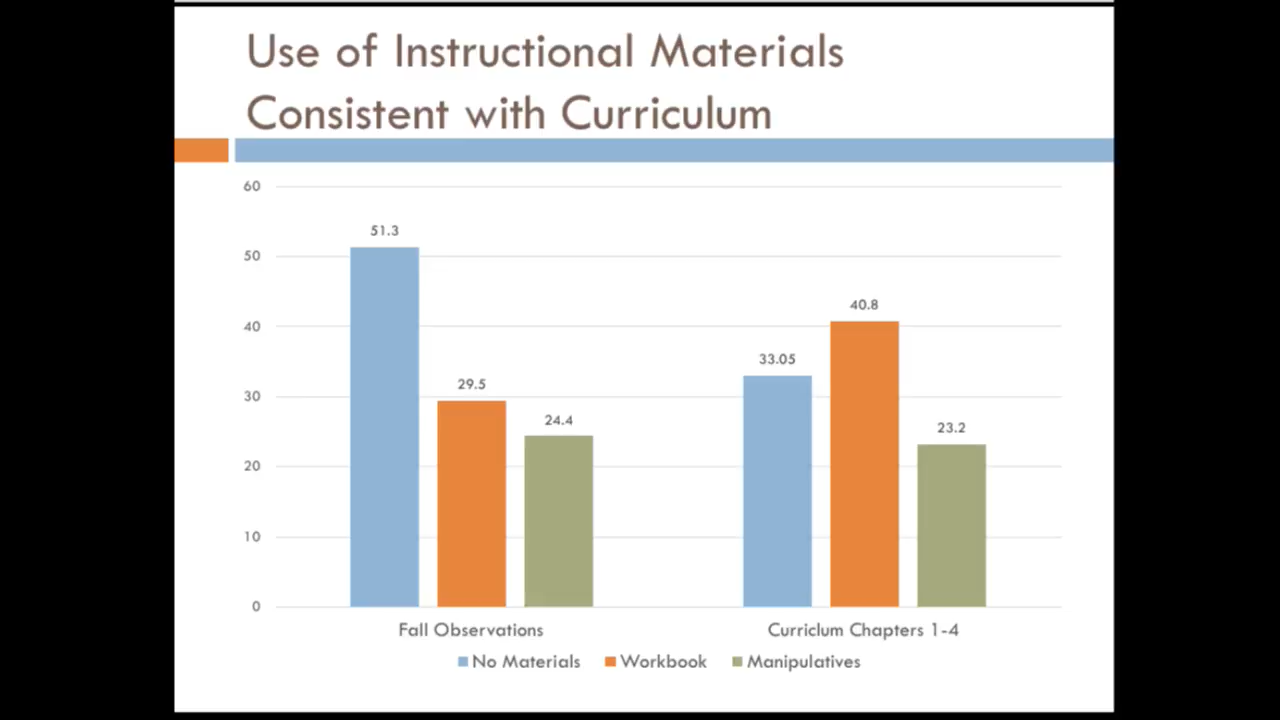 Use of Instructional Materials
Consistent with Curriculum
60
50
40
30
20
10
0
51.3
29.5
24.4
33.05
40.8
23.2
Fall Observations
Curriclum Chapters 1-4
No Materials
Workbook
Manipulatives